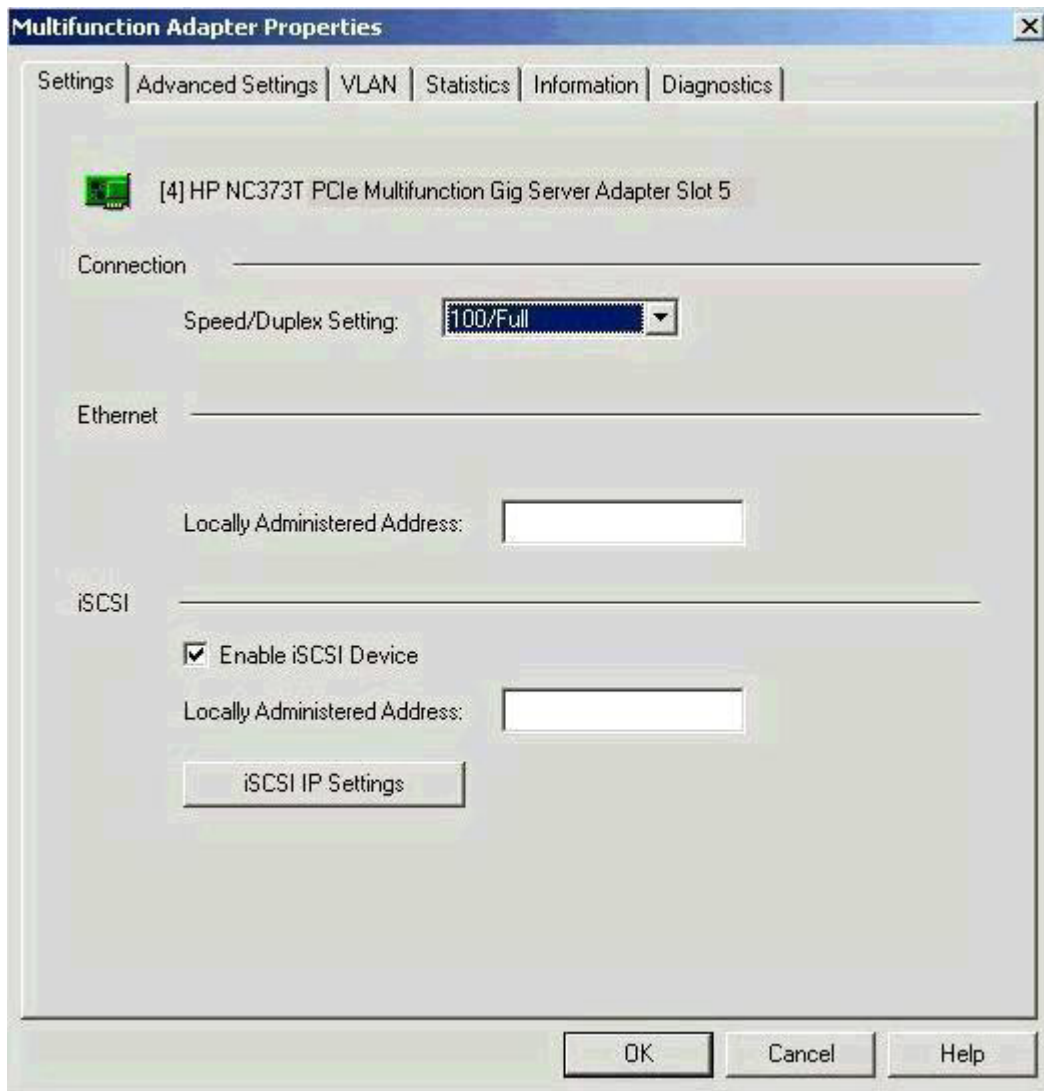 Multifunction Adapter Properties
Settings Advanced Settings VLAN Statistics Information Diagnostics
[4] HP NC373T PCIe Multifunction Gig Server Adapter Slot 5
Connection
Speed/Duplex Setting: 100/Full
Ethernet
Locally Administered Address:
iSCSI
Enable iSCSI Device
Locally Administered Address:
iSCSI IP Settings
OK Cancel Help